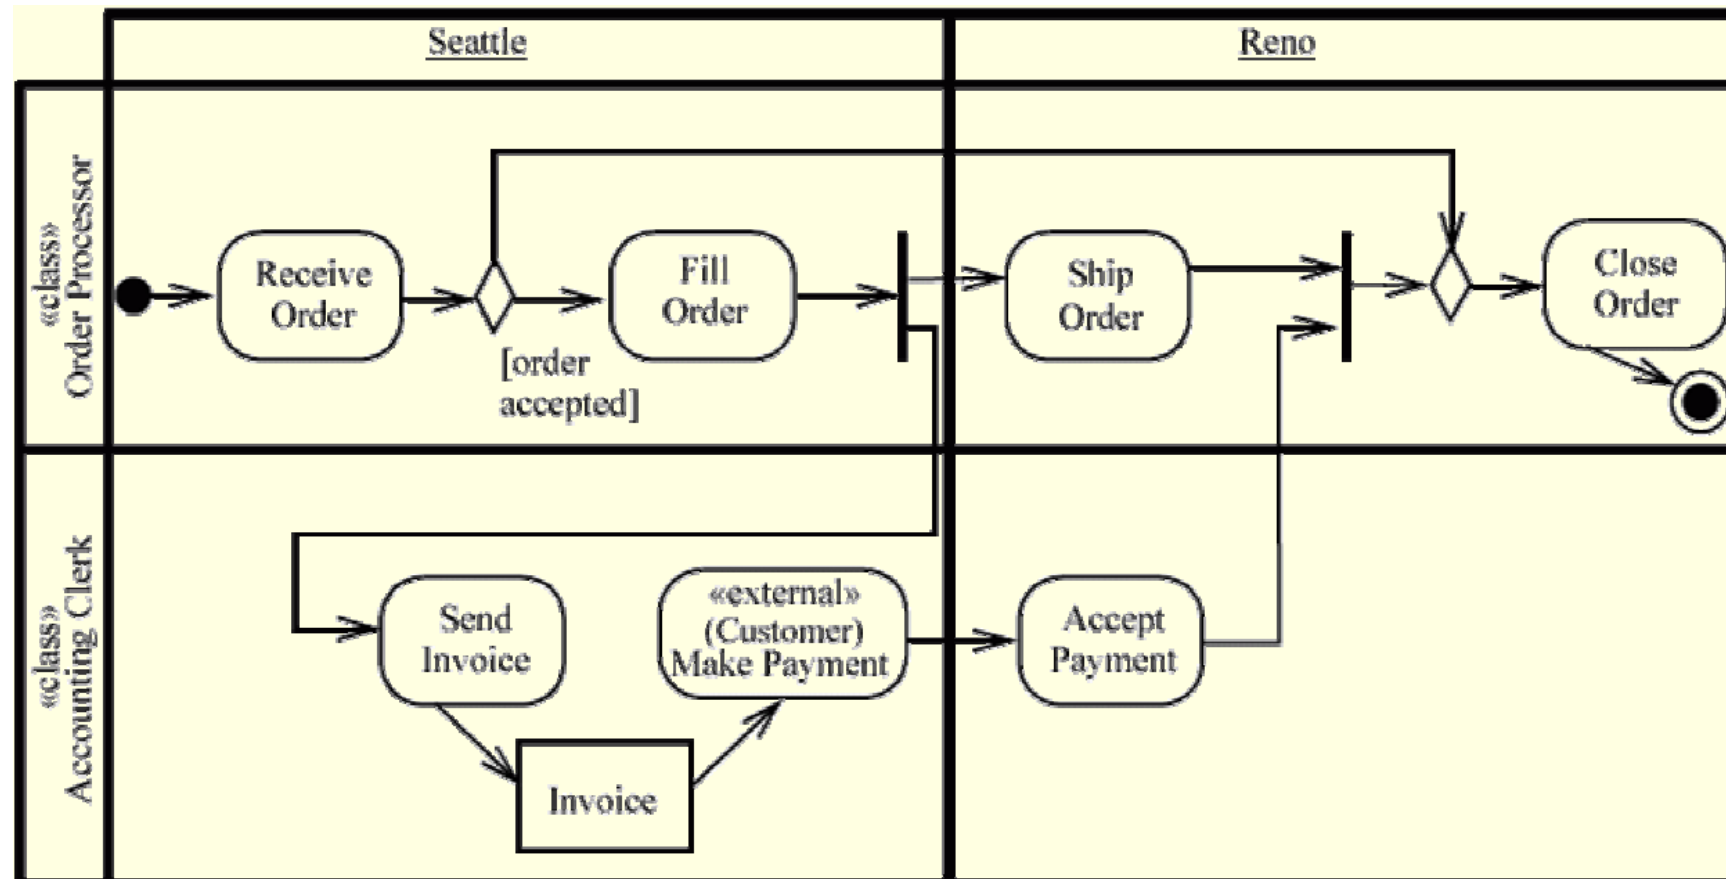 Seattle
Reno
«class»
Order Processor
Receive
Order
[order
accepted]
Fill
Order
Ship
Order
Close
Order
«class»
Accounting Clerk
Send
Invoice
Invoice
«external»
(Customer)
Make Payment
Accept
Payment